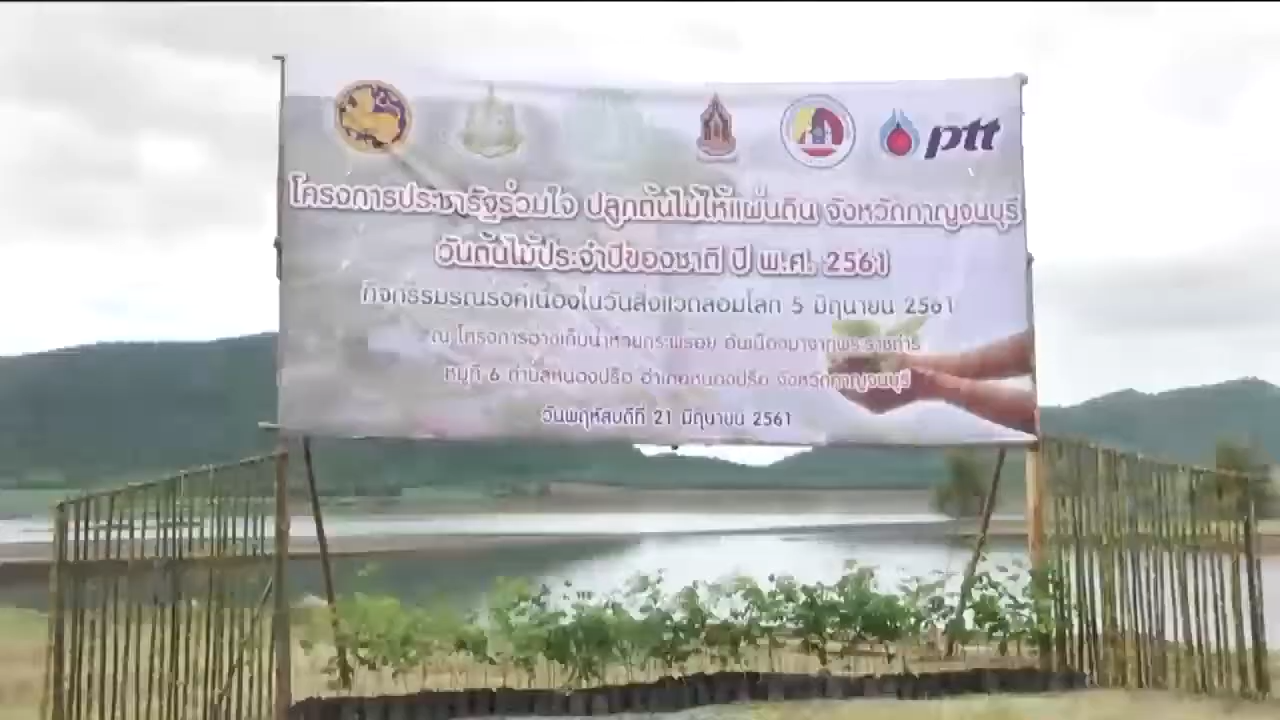 ptt
โครงการประชารัฐร่วมใจ ปลูกต้นไม้ให้แผ่นดิน จังหวัดกาญจนบุรี
วันต้นไม้ประจำปีของชาติ ปี พ.ศ. 2561
กิจกรรมรณรงค์เนื่องในวันสิ่งแวดล้อมโลก 5 มิถุนายน 2561
ณ โครงการอ่างเก็บน้ำห้วยกระพร้อย อันเนื่องมาจากพระราชดำริ
หมู่ที่ 6 ตำบลหนองปรือ อำเภอหนองปรือ จังหวัดกาญจนบุรี
วันพฤหัสบดีที่ 21 มิถุนายน 2561